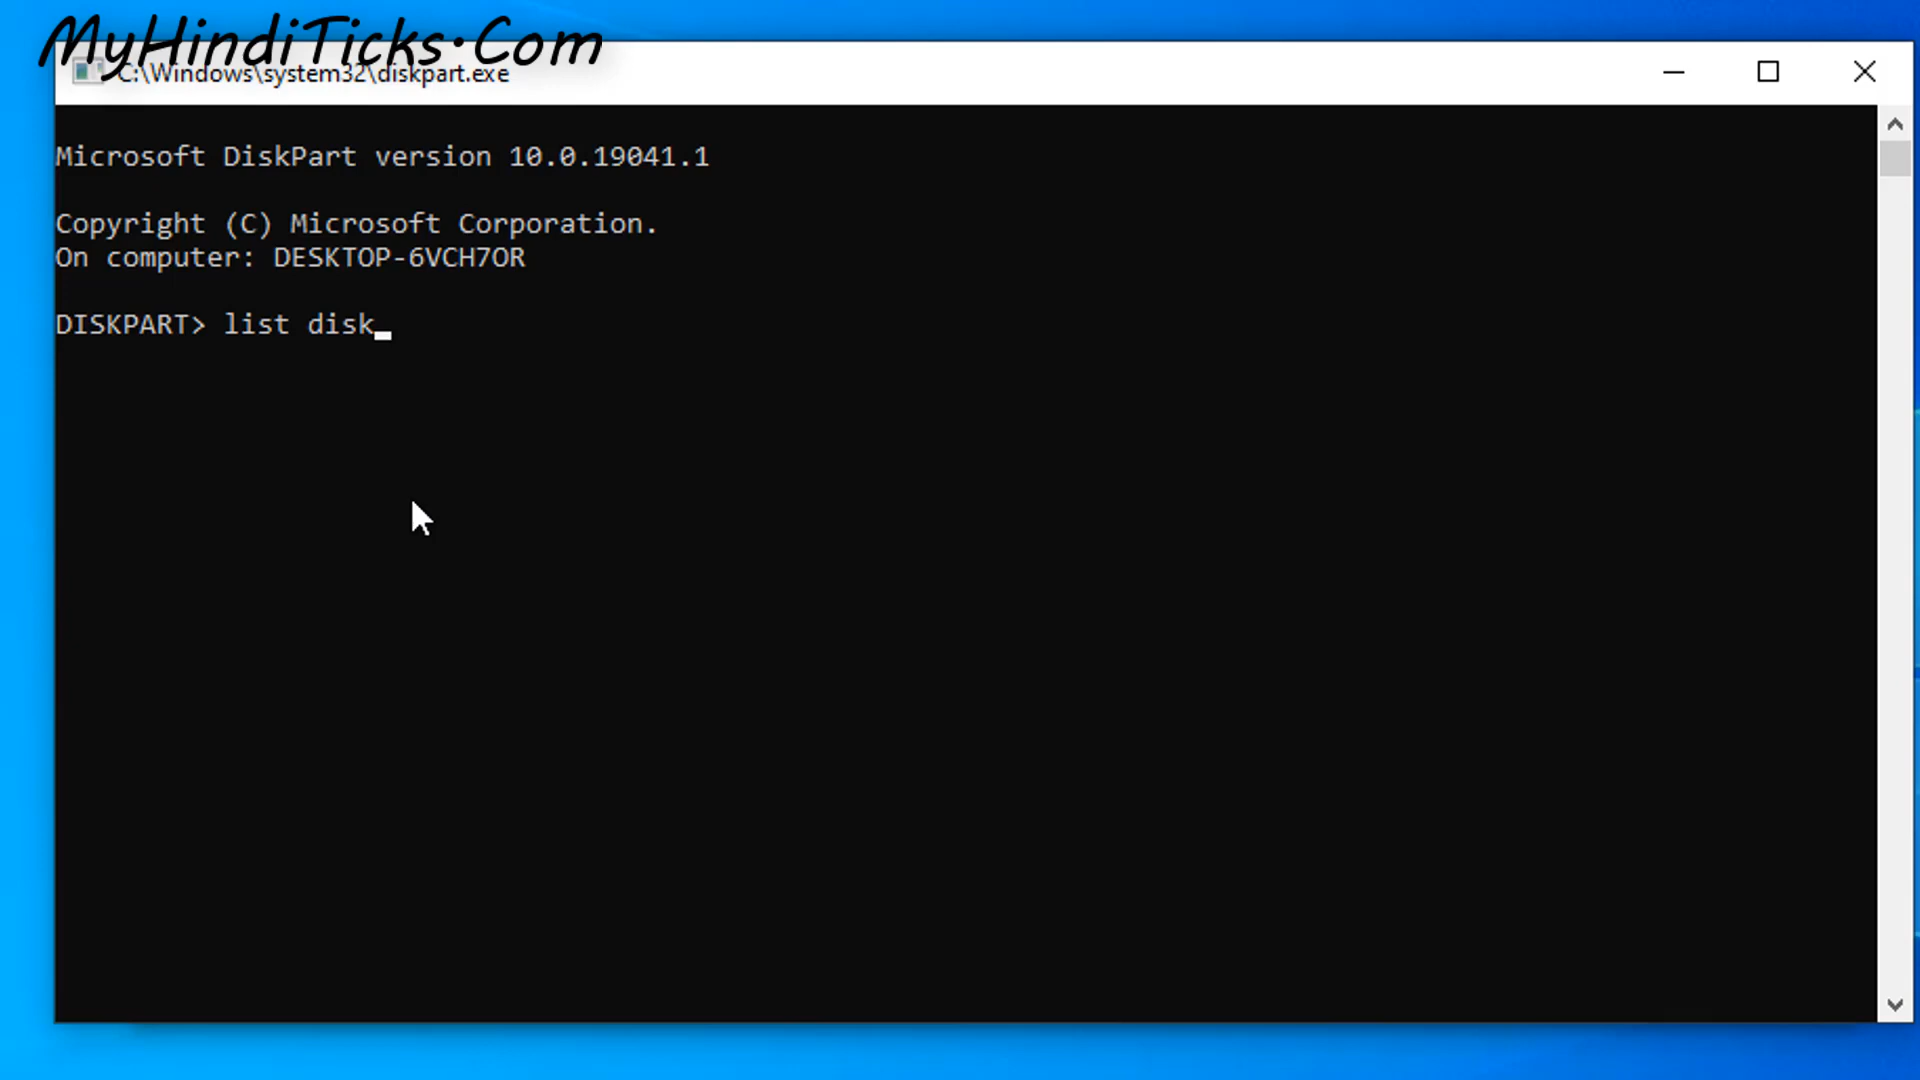 MyHindiTicks.Com
C:\Windows\system32\diskpart.exe
Microsoft DiskPart version 10.0.19041.1
Copyright (C) Microsoft Corporation.
On computer: DESKTOP-6VCH7OR
DISKPART> list disk